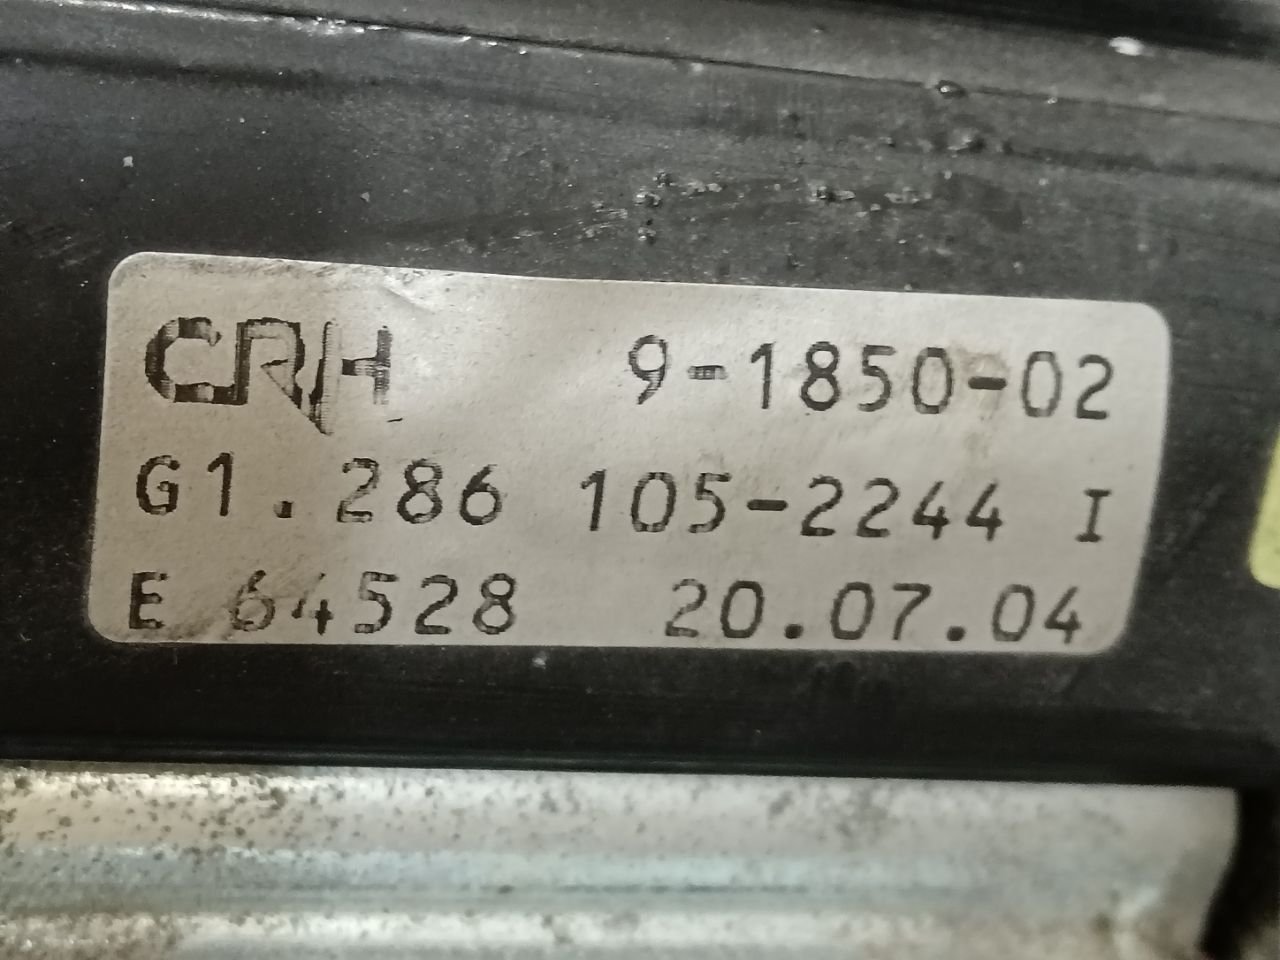 CRH 9-1850-02
G1.286 105-2244 I
E 64528 20.07.04